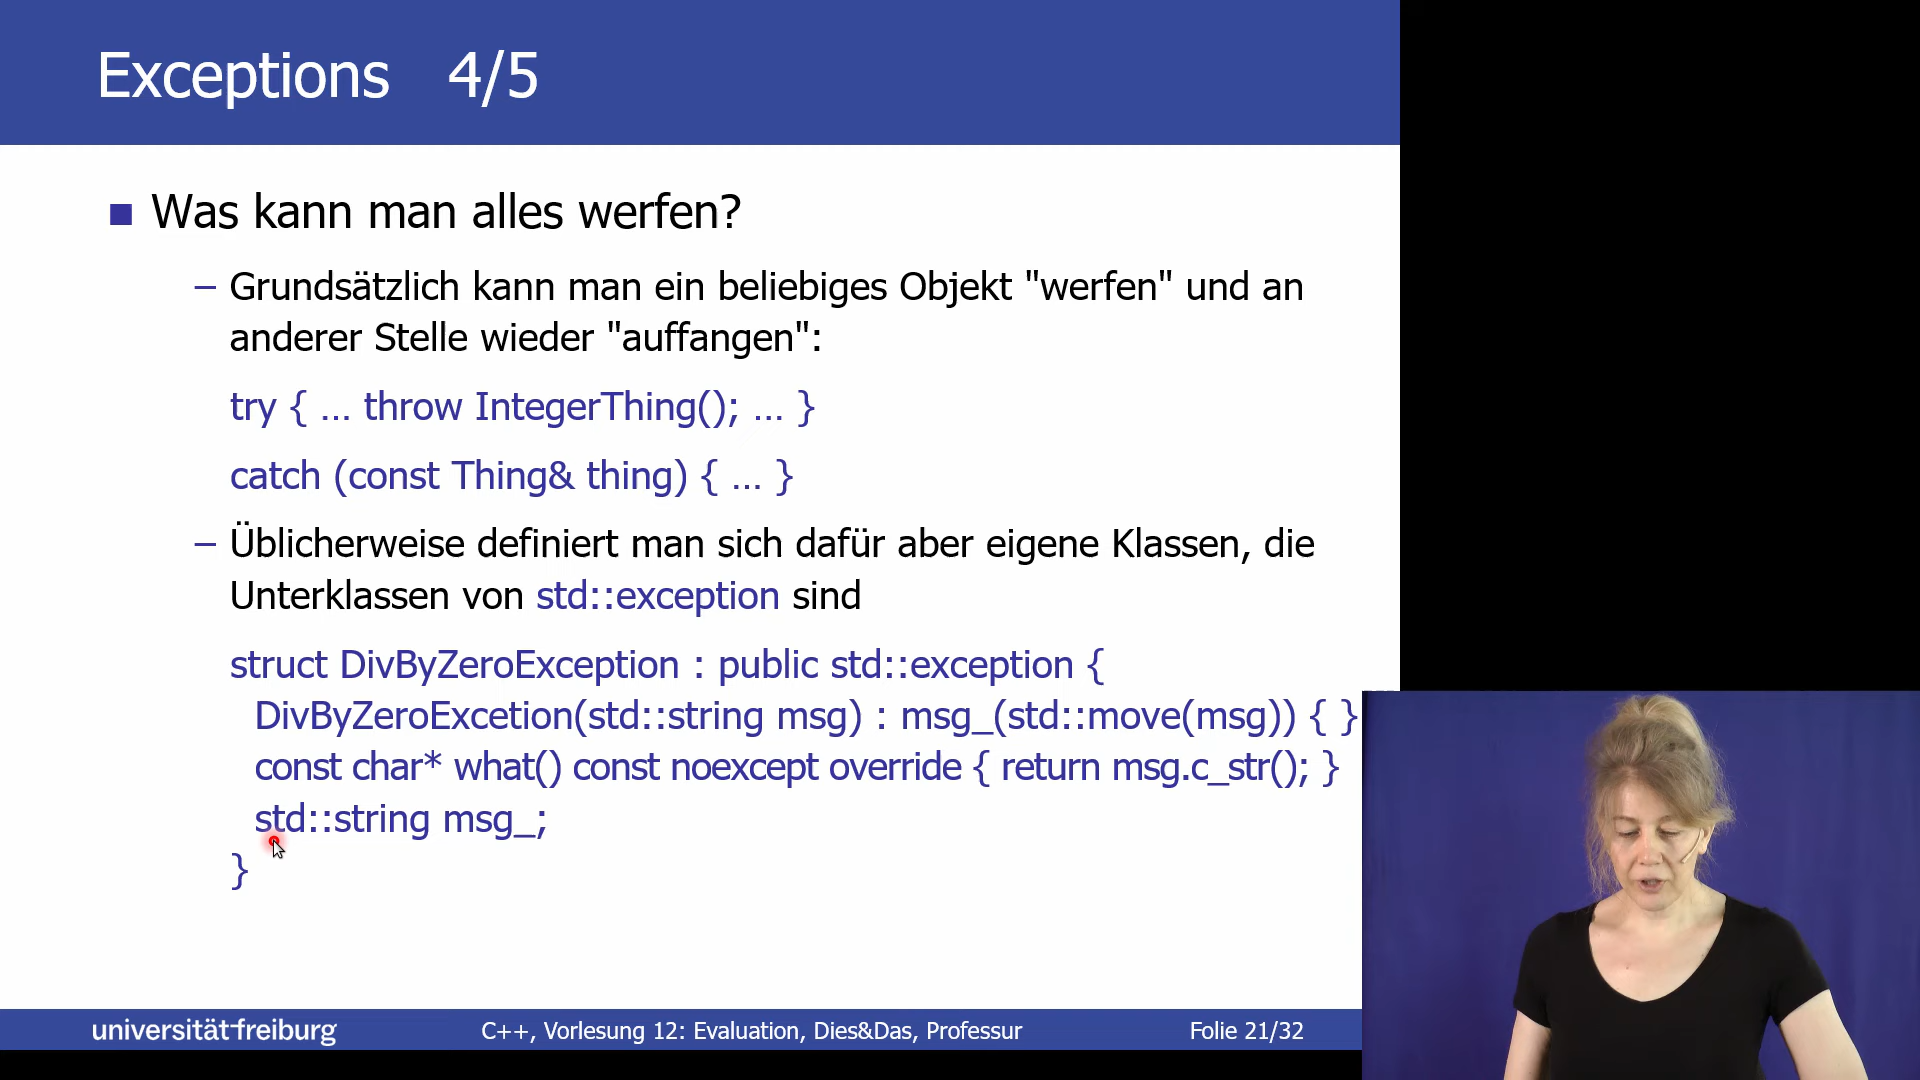 Exceptions 4/5
Was kann man alles werfen?
– Grundsätzlich kann man ein beliebiges Objekt "werfen" und an
anderer Stelle wieder "auffangen":
try { … throw IntegerThing(); … }
catch (const Thing& thing) { … }
– Üblicherweise definiert man sich dafür aber eigene Klassen, die
Unterklassen von std::exception sind
struct DivByZeroException : public std::exception {
DivByZeroExcetion(std::string msg) : msg_(std::move(msg)) { }
const char* what() const noexcept override { return msg.c_str(); }
std::string msg_;
}
universität freiburg
C++, Vorlesung 12: Evaluation, Dies&Das, Professur
Folie 21/32